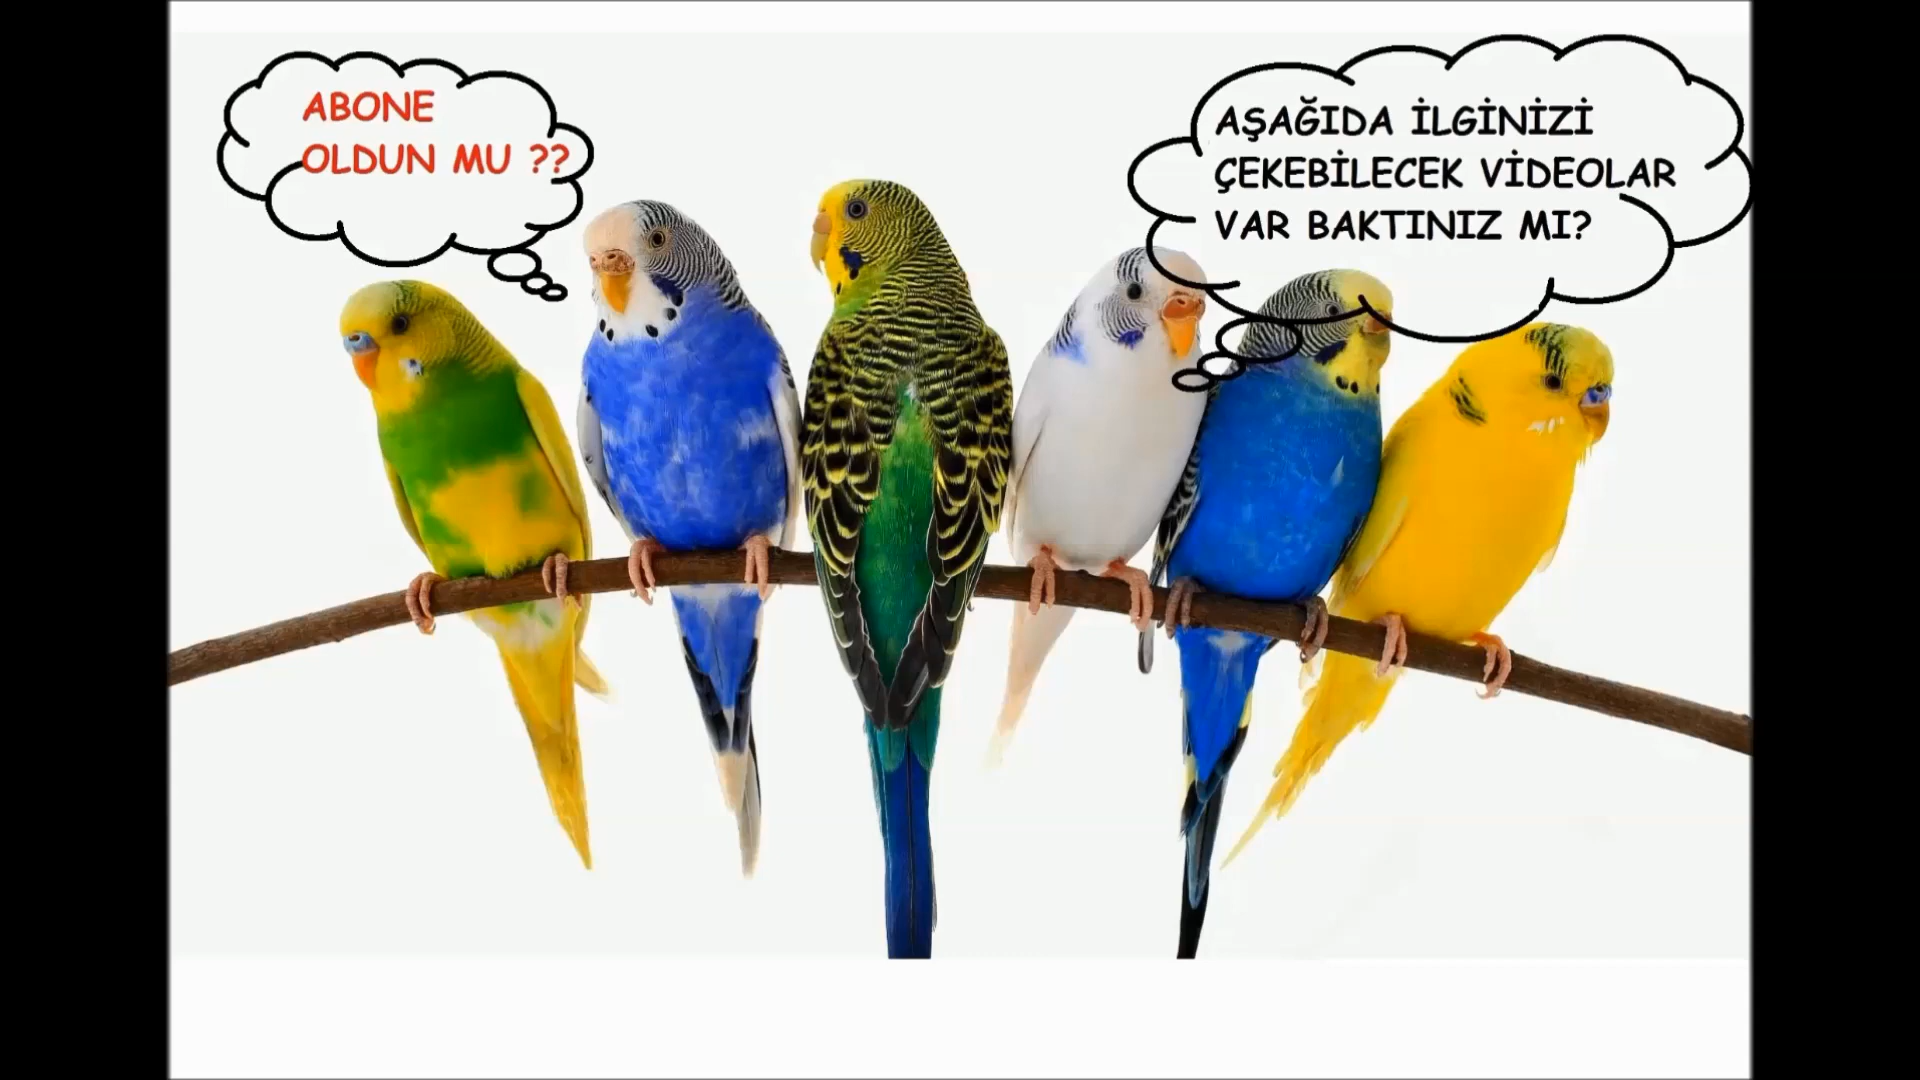 ABONE
OLDUN MU ??
AŞAĞIDA İLGİNİZİ
ÇEKEBİLECEK VİDEOLAR
VAR BAKTINIZ MI?